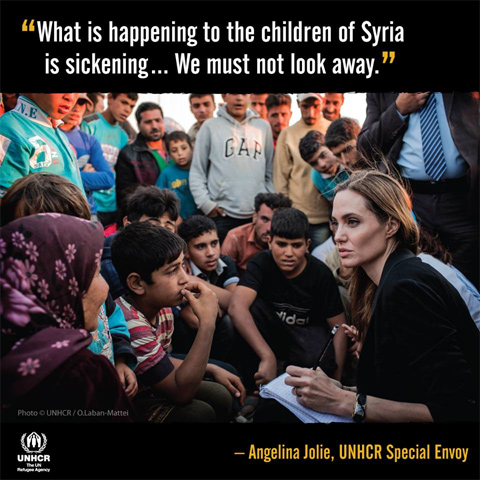 “What is happening to the children of Syria
is sickening... We must not look away.”
N.E
GAP
adidas
Photo © UNHCR / O.Laban-Mattei
UNHCR
The UN
Refugee Agency
– Angelina Jolie, UNHCR Special Envoy